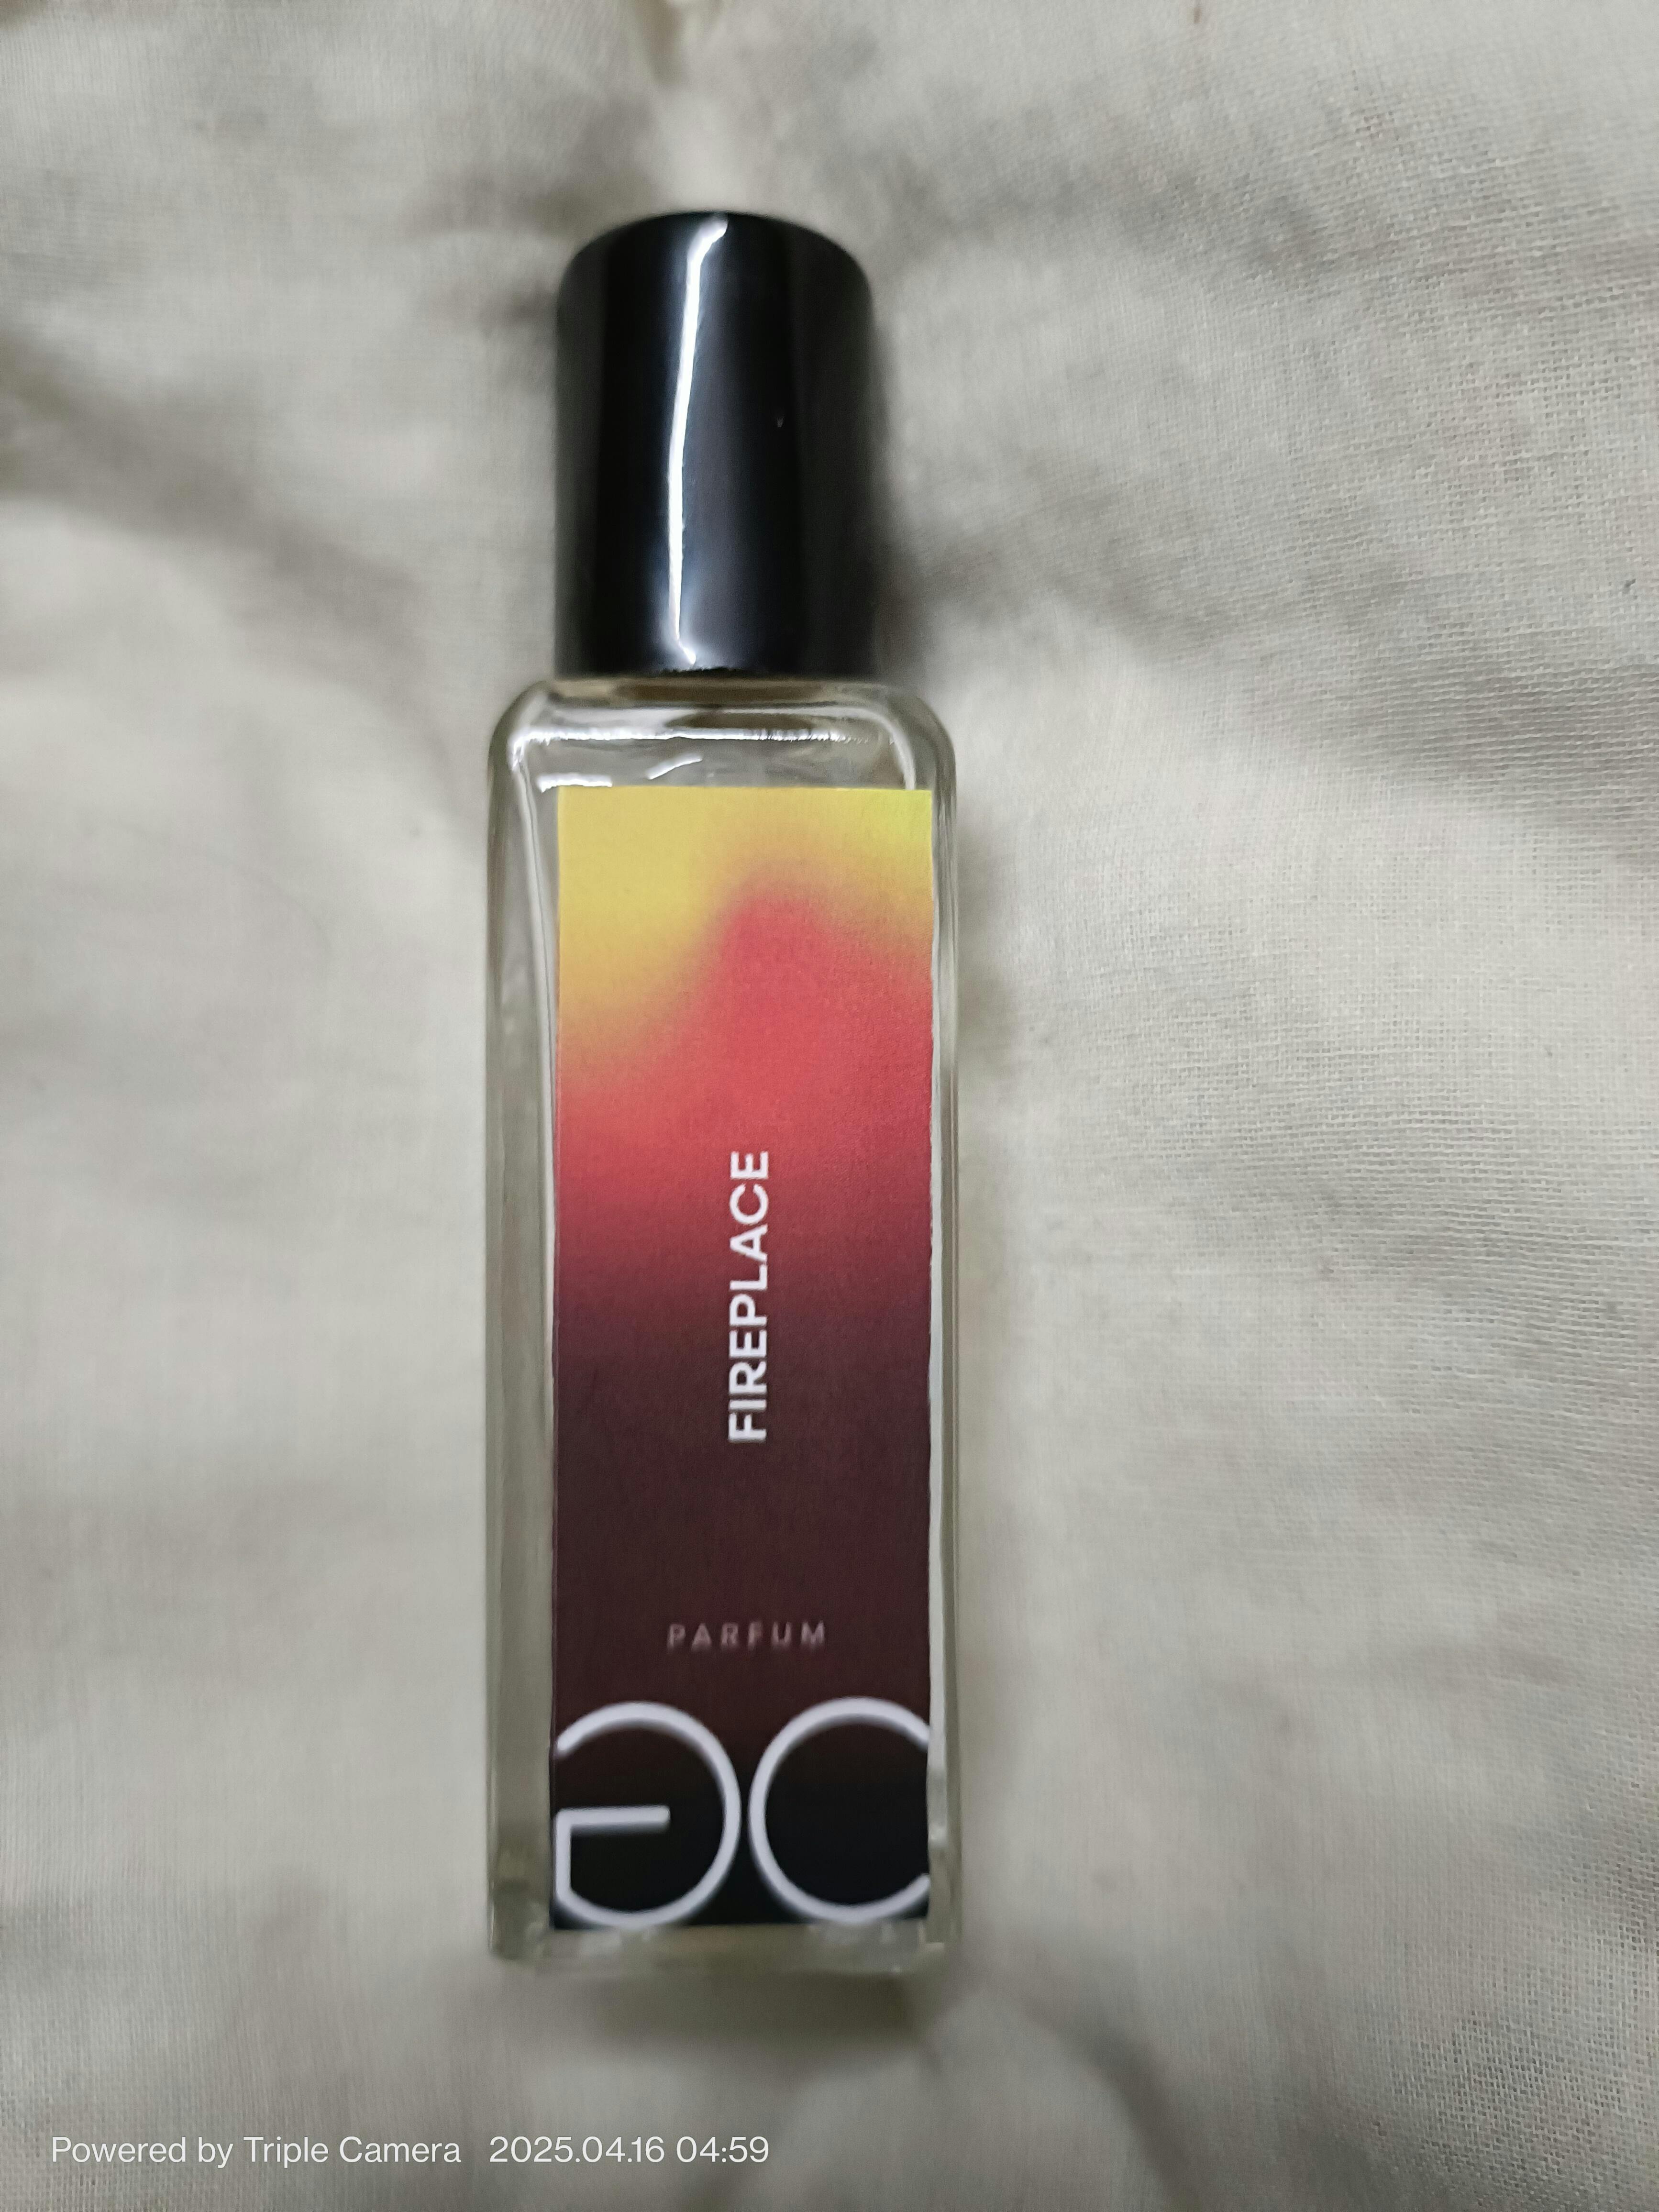 FIREPLACE
PARFUM
Powered by Triple Camera 2025.04.16 04:59